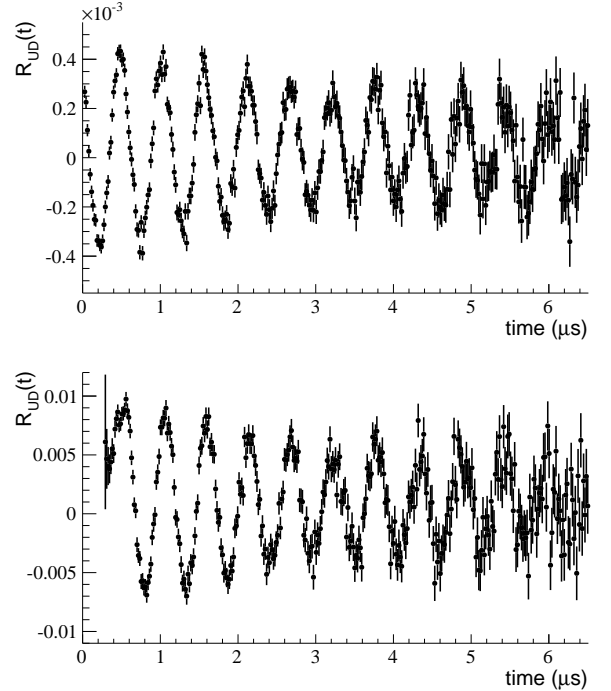 ×10⁻³
R_UD(t)
0.4
0.2
0
-0.2
-0.4
0 1 2 3 4 5 6
time (μs)
R_UD(t)
0.01
0.005
0
-0.005
-0.01
0 1 2 3 4 5 6
time (μs)